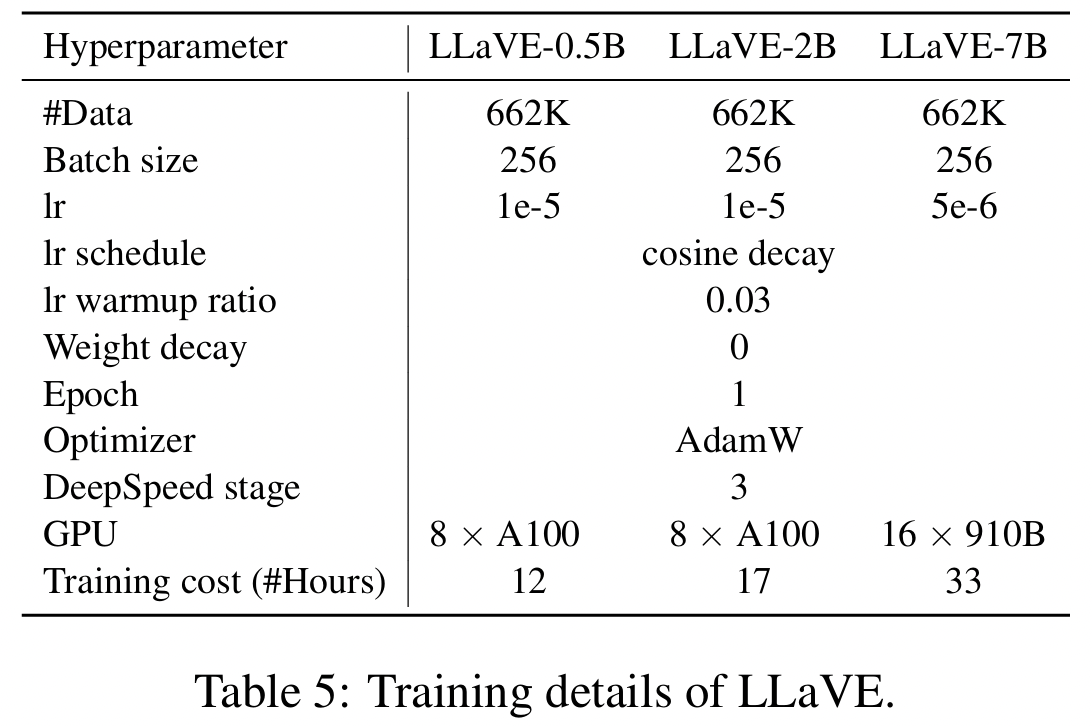 Hyperparameter LLaVE-0.5B LLaVE-2B LLaVE-7B
#Data 662K 662K 662K
Batch size 256 256 256
lr 1e-5 1e-5 5e-6
lr schedule cosine decay
lr warmup ratio 0.03
Weight decay 0
Epoch 1
Optimizer AdamW
DeepSpeed stage 3
GPU 8 × A100 8 × A100 16 × 910B
Training cost (#Hours) 12 17 33
Table 5: Training details of LLaVE.